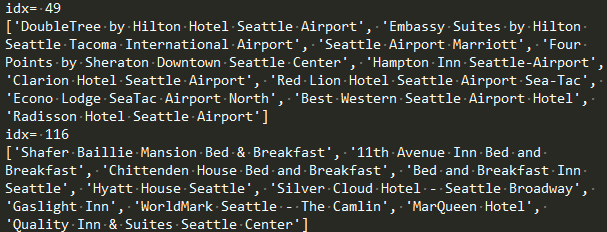 idx= 49
['DoubleTree by Hilton Hotel Seattle Airport', 'Embassy Suites by Hilton
Seattle Tacoma International Airport', 'Seattle Airport Marriott', 'Four
Points by Sheraton Downtown Seattle Center', 'Hampton Inn Seattle-Airport',
'Clarion Hotel Seattle Airport', 'Red Lion Hotel Seattle Airport Sea-Tac',
'Econo Lodge SeaTac Airport North', 'Best Western Seattle Airport Hotel',
'Radisson Hotel Seattle Airport']
idx= 116
['Shafer Baillie Mansion Bed & Breakfast', '11th Avenue Inn Bed and
Breakfast', 'Chittenden House Bed and Breakfast', 'Bed and Breakfast Inn
Seattle', 'Hyatt House Seattle', 'Silver Cloud Hotel - Seattle Broadway',
'Gaslight Inn', 'WorldMark Seattle - The Camlin', 'MarQueen Hotel',
'Quality Inn & Suites Seattle Center']